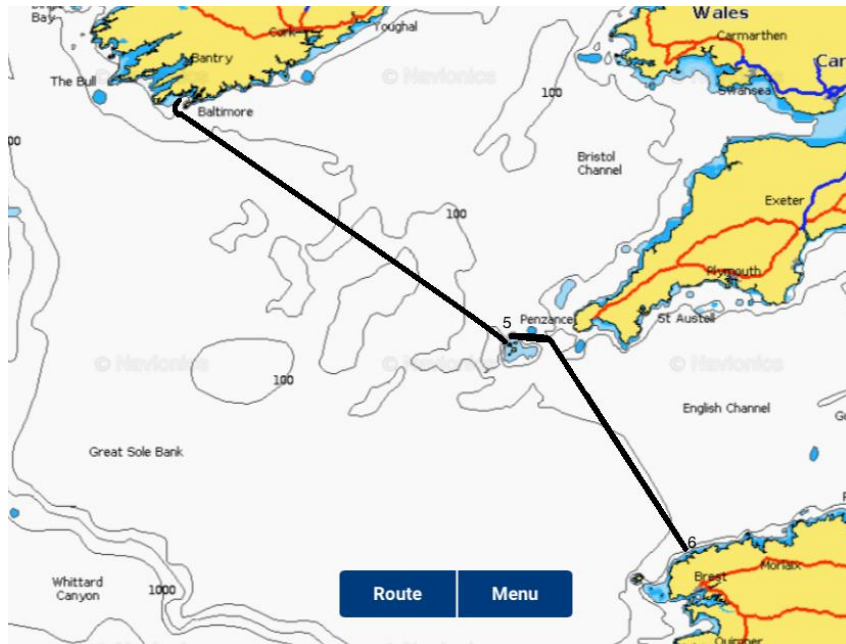 Bay
Wales
Carmarthen
Cork
Youghal
Bantry
Car
© Navionics
© Navionics
The Bull
Swansea
100
Baltimore
00
Bristol
Channel
Exeter
100
Plymouth
5
Penzance
St Austell
© Navionics
© Navionics
© Navionics
100
English Channel
Great Sole Bank
6
Brest
Morlaix
Whittard
Canyon
1000
Route
Menu
Quimper